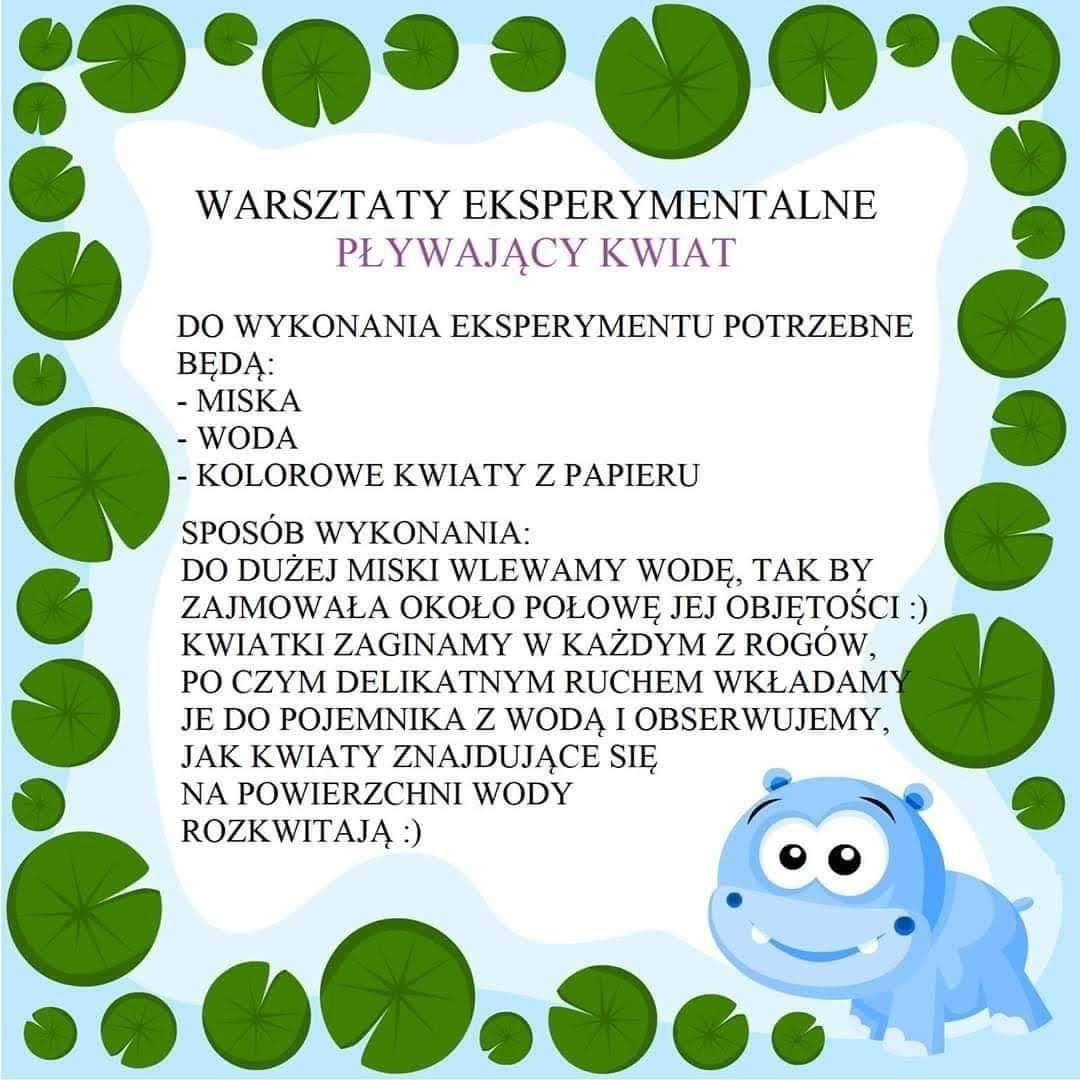 WARSZTATY EKSPERYMENTALNE
PŁYWAJĄCY KWIAT
DO WYKONANIA EKSPERYMENTU POTRZEBNE
BĘDĄ:
- MISKA
- WODA
- KOLOROWE KWIATY Z PAPIERU
SPOSÓB WYKONANIA:
DO DUŻEJ MISKI WLEWAMY WODĘ, TAK BY
ZAJMOWAŁA OKOŁO POŁOWĘ JEJ OBJĘTOŚCI :)
KWIATKI ZAGINAMY W KAŻDYM Z ROGÓW,
PO CZYM DELIKATNYM RUCHEM WKŁADAMY
JE DO POJEMNIKA Z WODĄ I OBSERWUJEMY,
JAK KWIATY ZNAJDUJĄCE SIĘ
NA POWIERZCHNI WODY
ROZKWITAJĄ :)